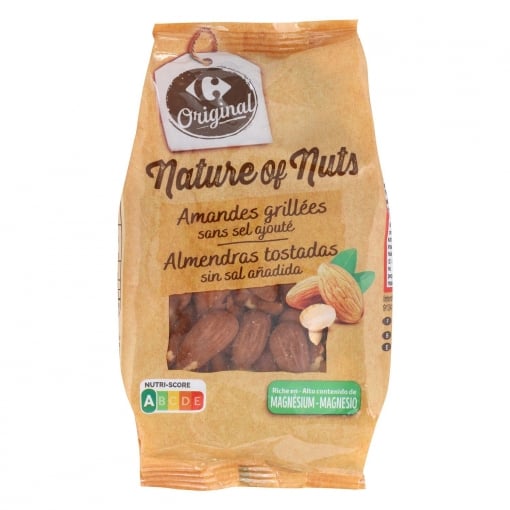 Original
Nature of Nuts
Amandes grillées
sans sel ajouté
Almendras tostadas
sin sal añadida
NUTRI-SCORE
A B C D E
Riche en - Alto contenido de
MAGNÉSIUM - MAGNESIO